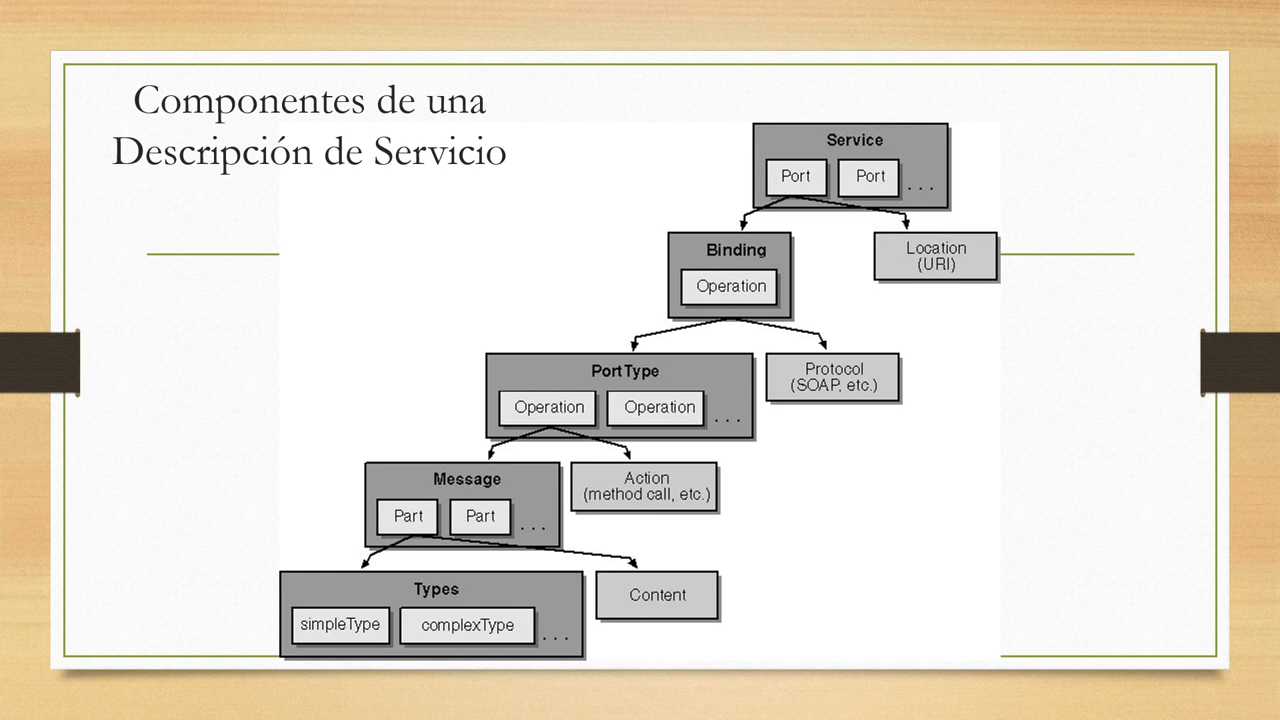 Componentes de una
Descripción de Servicio
Service
Port
Port
. . .
Binding
Operation
Location
(URI)
PortType
Operation
Operation
. . .
Protocol
(SOAP, etc.)
Message
Part
Part
. . .
Action
(method call, etc.)
Types
simpleType
complexType
. . .
Content